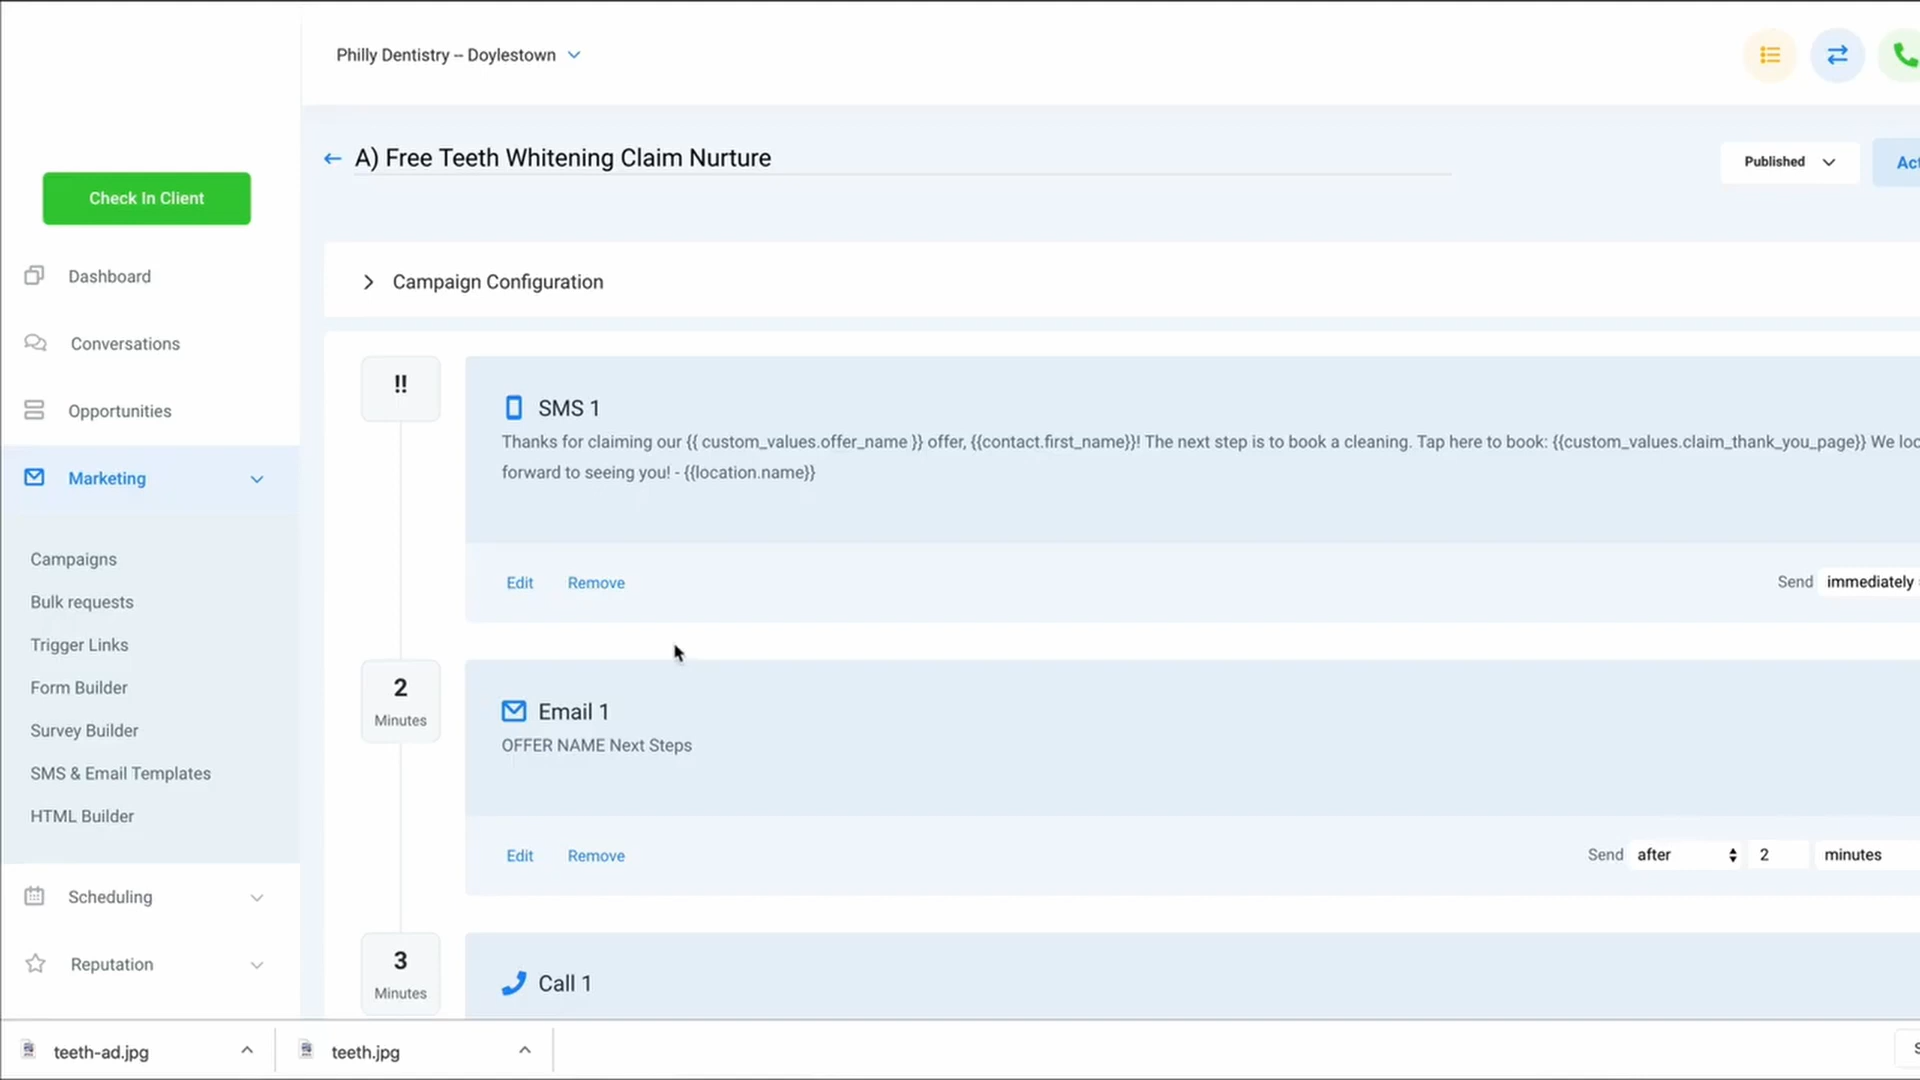 Philly Dentistry – Doylestown
A) Free Teeth Whitening Claim Nurture
Published
Check In Client
Dashboard
Conversations
Opportunities
Marketing
Campaigns
Bulk requests
Trigger Links
Form Builder
Survey Builder
SMS & Email Templates
HTML Builder
Scheduling
Reputation
Campaign Configuration
!!
SMS 1
Thanks for claiming our {{ custom_values.offer_name }} offer, {{contact.first_name}}! The next step is to book a cleaning. Tap here to book: {{custom_values.claim_thank_you_page}} We
forward to seeing you! - {{location.name}}
Edit Remove
Send immediately
2
Minutes
Email 1
OFFER NAME Next Steps
Edit Remove
Send after 2 minutes
3
Minutes
Call 1
teeth-ad.jpg
teeth.jpg